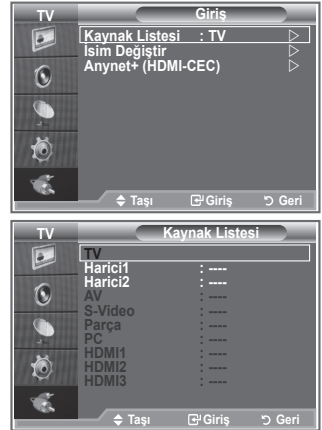 TV Giriş
Kaynak Listesi : TV
İsim Değiştir
Anynet+ (HDMI-CEC)
Taşı Giriş Geri
TV Kaynak Listesi
TV
Harici1 : ----
Harici2 : ----
AV : ----
S-Video : ----
Parça : ----
PC : ----
HDMI1 : ----
HDMI2 : ----
HDMI3 : ----
Taşı Giriş Geri